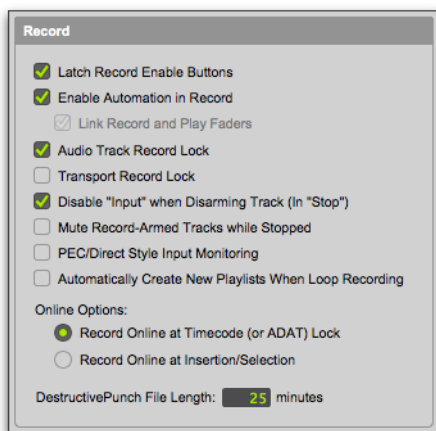 Record
Latch Record Enable Buttons
Enable Automation in Record
Link Record and Play Faders
Audio Track Record Lock
Transport Record Lock
Disable "Input" when Disarming Track (In "Stop")
Mute Record-Armed Tracks while Stopped
PEC/Direct Style Input Monitoring
Automatically Create New Playlists When Loop Recording
Online Options:
Record Online at Timecode (or ADAT) Lock
Record Online at Insertion/Selection
DestructivePunch File Length: 25 minutes